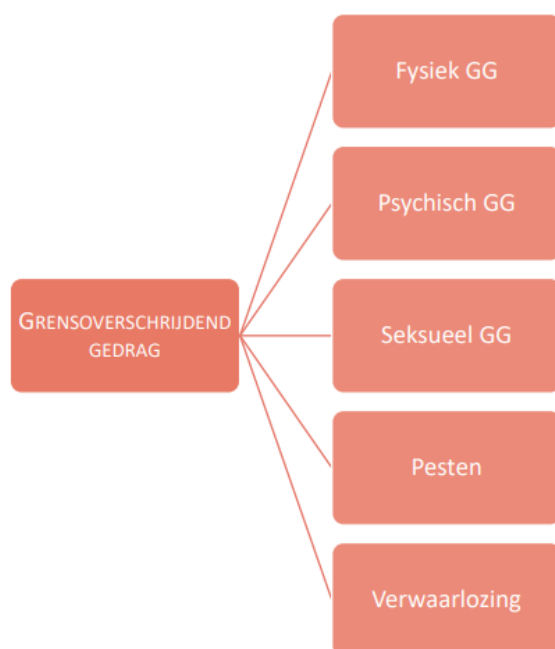 Fysiek GG
Psychisch GG
GRENSOVERSCHRIJDEND
GEDRAG
Seksueel GG
Pesten
Verwaarlozing